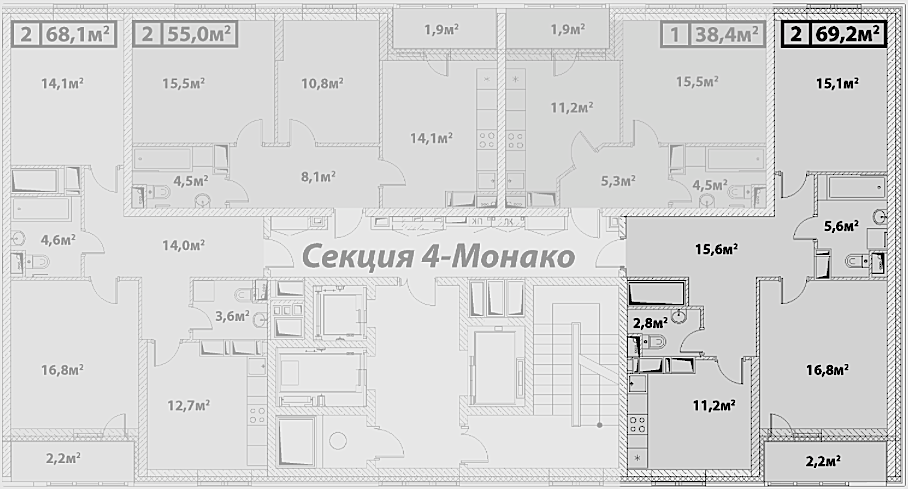 2 68,1м²
2 55,0м²
1,9м²
1,9м²
1 38,4м²
2 69,2м²
14,1м²
15,5м²
10,8м²
14,1м²
11,2м²
15,5м²
15,1м²
4,5м²
8,1м²
5,3м²
4,5м²
4,6м²
14,0м²
КП
ЛК
15,6м²
5,6м²
Секция 4-Монако
3,6м²
2,8м²
16,8м²
12,7м²
11,2м²
16,8м²
2,2м²
2,2м²